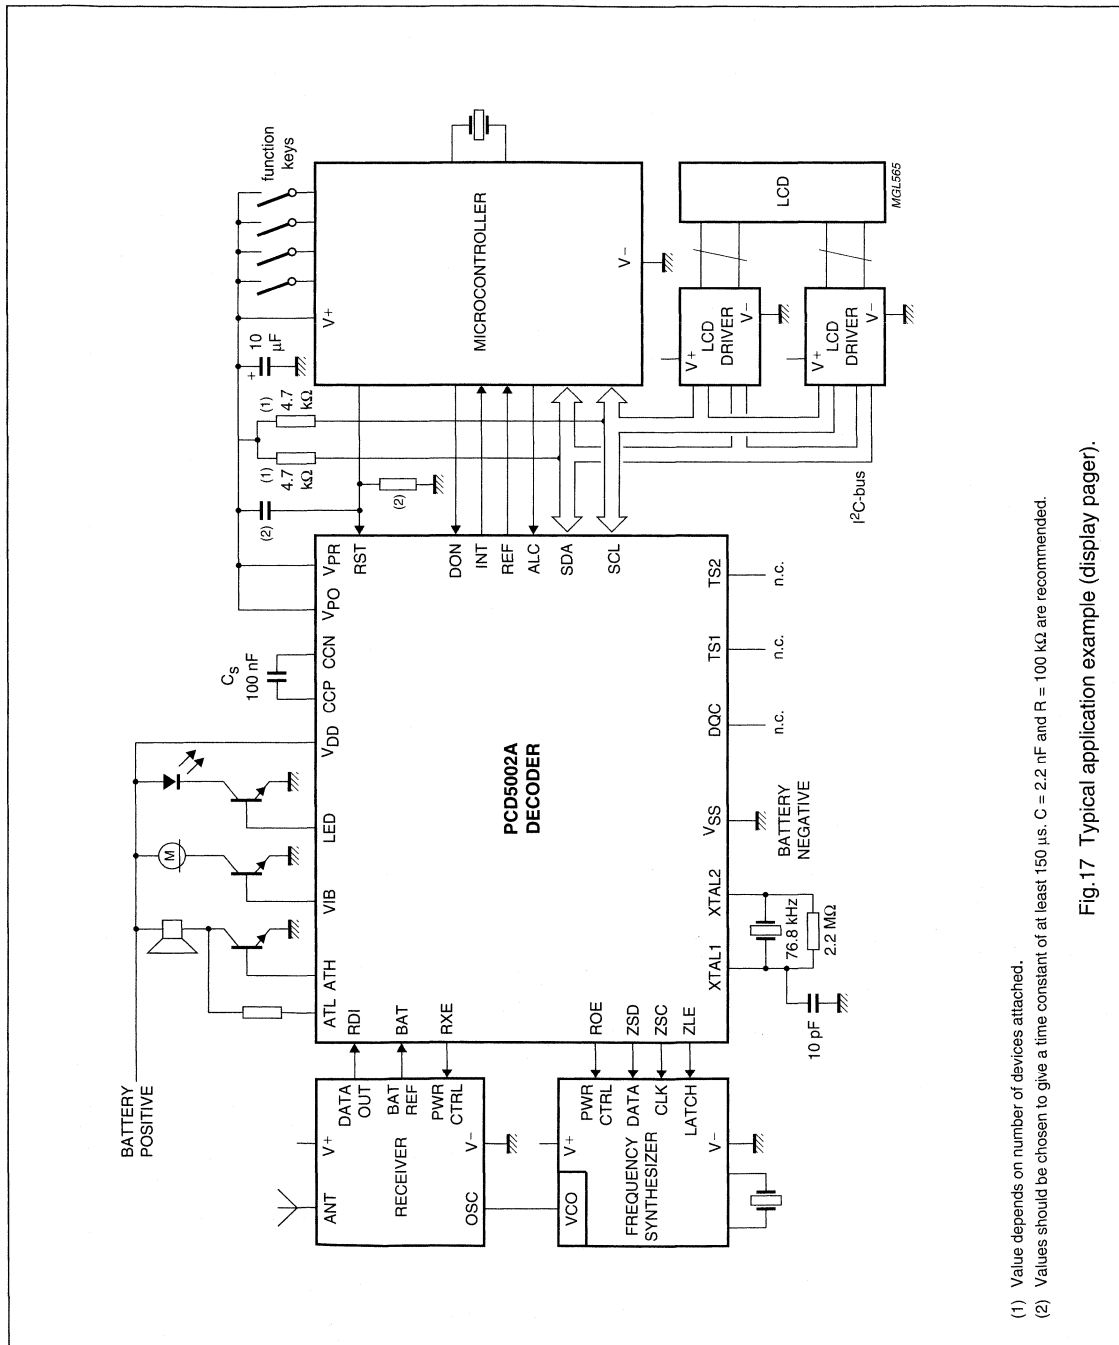 BATTERY
POSITIVE
ANT
V+
RECEIVER
OSC
V−
DATA
OUT
BAT
REF
PWR
CTRL
VCO
V+
FREQUENCY
SYNTHESIZER
V−
PWR
CTRL
DATA
CLK
LATCH
ATL
ATH
VIB
LED
VDD
CCP
CCN
VPO
VPR
M
CS
100 nF
RDI
BAT
RXE
ROE
ZSD
ZSC
ZLE
PCD5002A
DECODER
RST
DON
INT
REF
ALC
SDA
SCL
XTAL1
XTAL2
VSS
DQC
TS1
TS2
10 pF
76.8 kHz
2.2 MΩ
BATTERY
NEGATIVE
n.c.
n.c.
n.c.
(2)
(1)
4.7
kΩ
(1)
4.7
kΩ
(2)
+
10
µF
function
keys
V+
MICROCONTROLLER
V−
V+
LCD
DRIVER
V−
V+
LCD
DRIVER
V−
LCD
I2C-bus
MGL565
(1) Value depends on number of devices attached.
(2) Values should be chosen to give a time constant of at least 150 µs. C = 2.2 nF and R = 100 kΩ are recommended.
Fig.17 Typical application example (display pager).